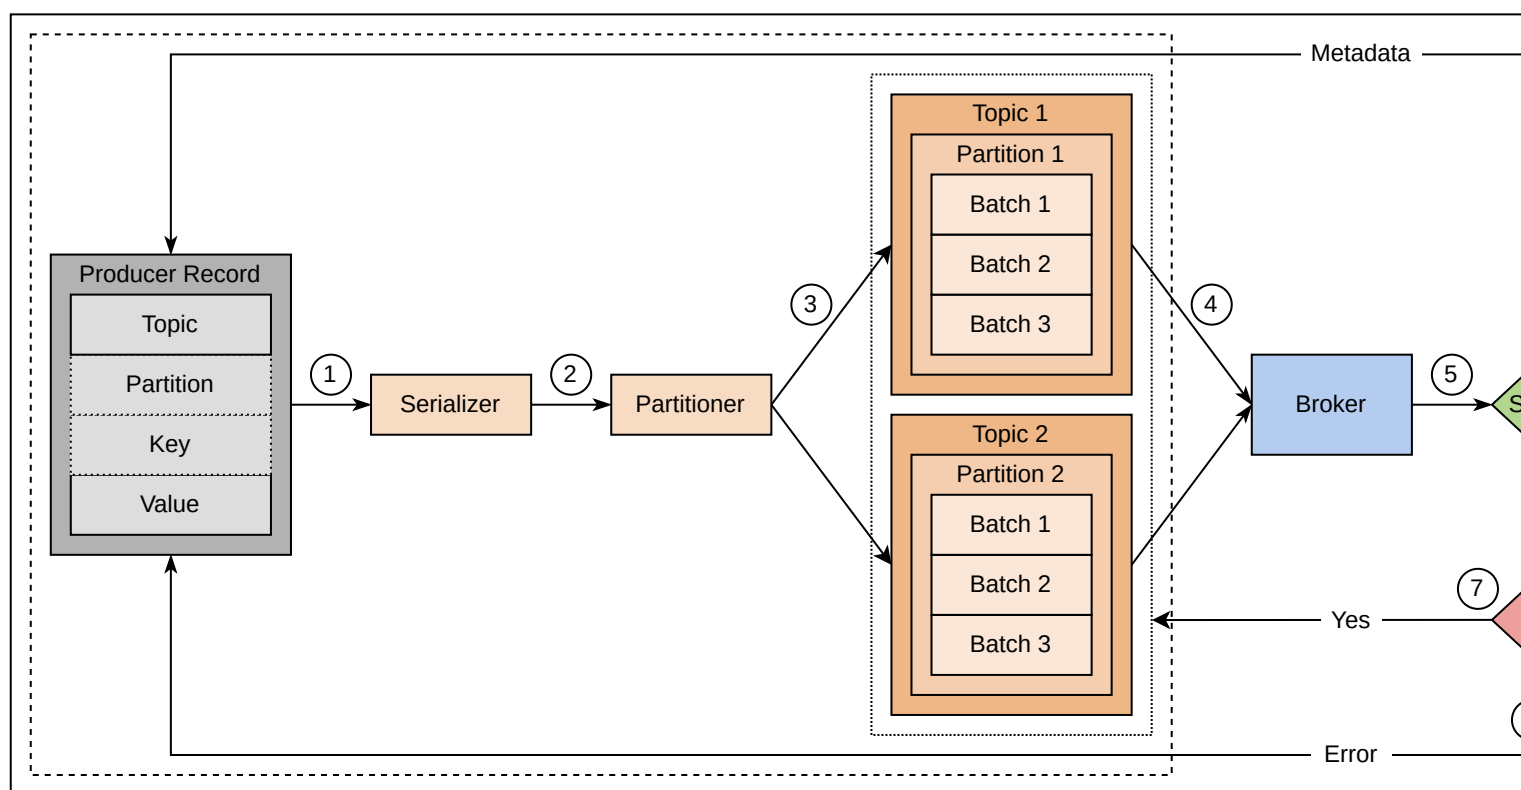 Metadata
Topic 1
Partition 1
Batch 1
Batch 2
Batch 3
Producer Record
Topic
Partition
Key
Value
1
Serializer
2
Partitioner
3
4
Broker
5
Topic 2
Partition 2
Batch 1
Batch 2
Batch 3
7
Yes
Error